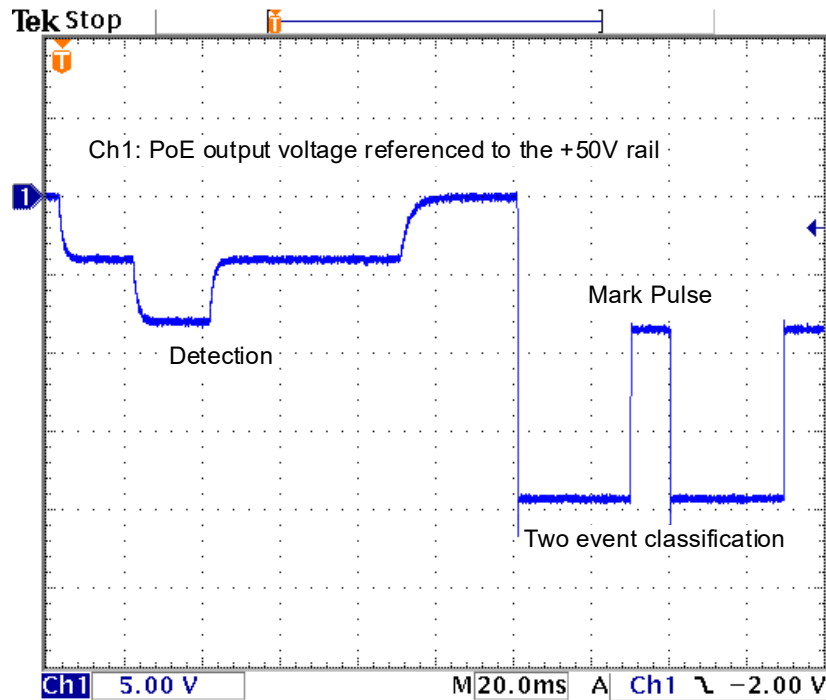 Tek Stop
T
T
Ch1: PoE output voltage referenced to the +50V rail
1
Mark Pulse
Detection
Two event classification
Ch1 5.00 V M 20.0ms A Ch1 −2.00 V